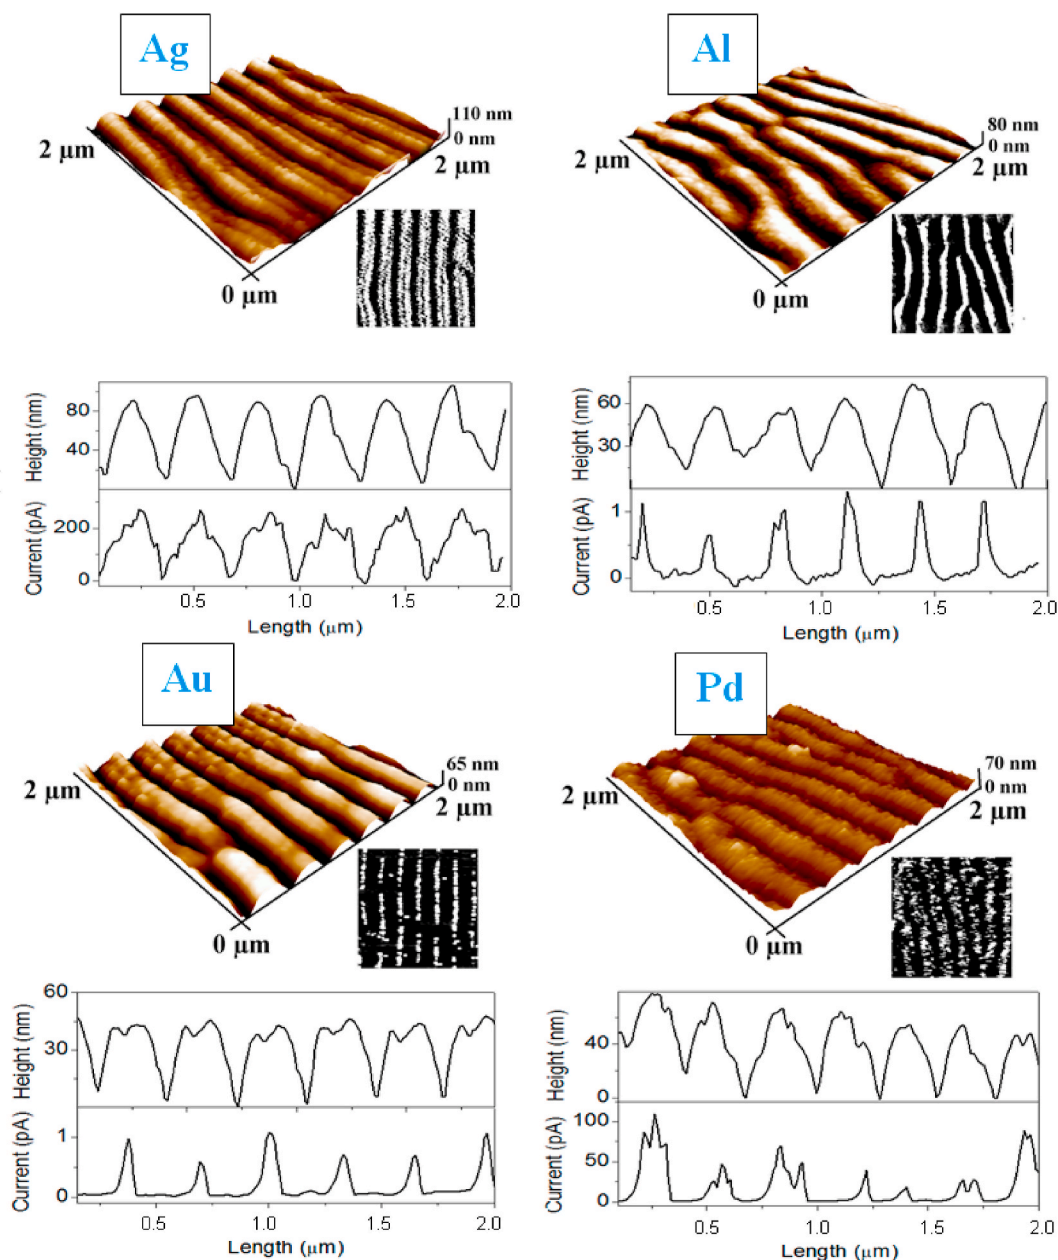 Ag
110 nm
0 nm
2 μm
2 μm
0 μm
Al
80 nm
0 nm
2 μm
2 μm
0 μm
Height (nm)
80
40
Current (pA)
200
0
0.5
1.0
1.5
2.0
Length (μm)
Height (nm)
60
30
Current (pA)
1
0
0.5
1.0
1.5
2.0
Length (μm)
Au
65 nm
0 nm
2 μm
2 μm
0 μm
Pd
70 nm
0 nm
2 μm
2 μm
0 μm
Height (nm)
60
30
Current (pA)
1
0
0.5
1.0
1.5
2.0
Length (μm)
Height (nm)
40
0
Current (pA)
100
50
0
0.5
1.0
1.5
2.0
Length (μm)